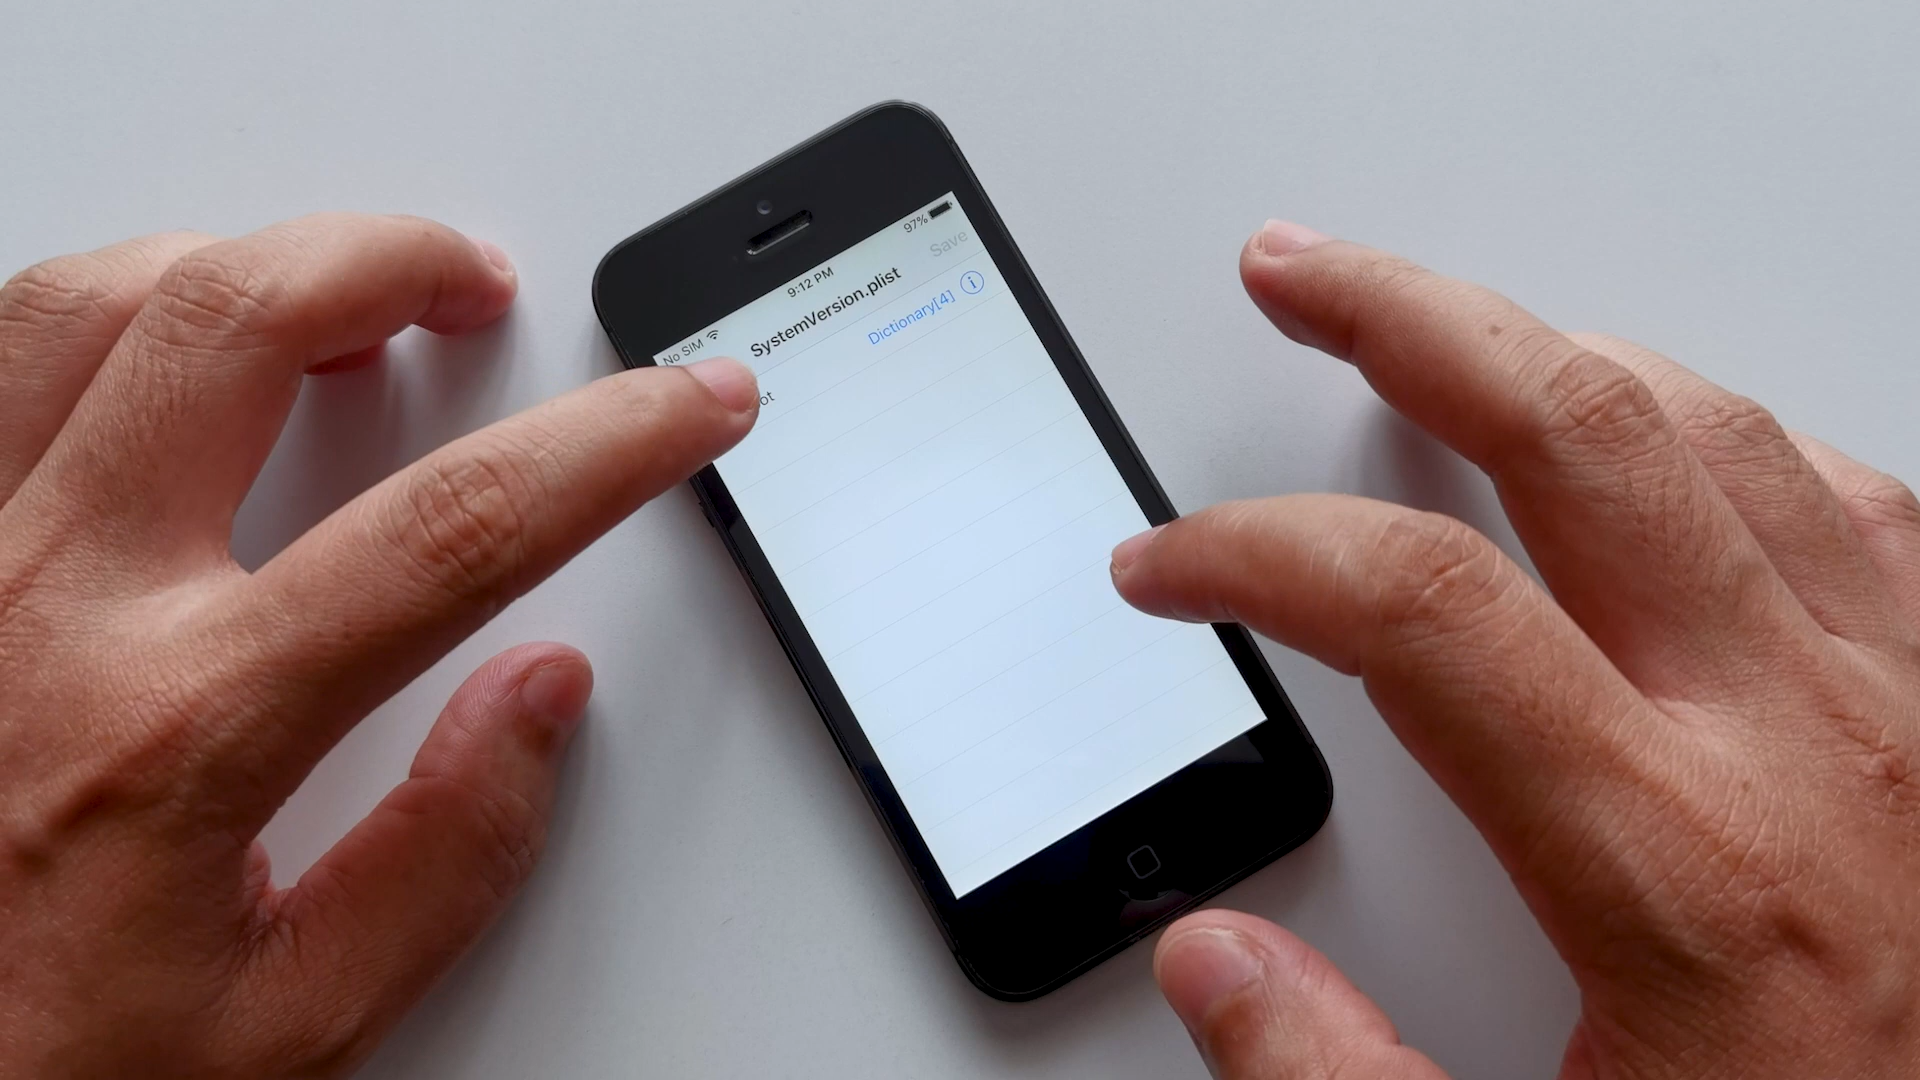 No SIM 9:12 PM 97%
SystemVersion.plist Save
ot Dictionary[4] i